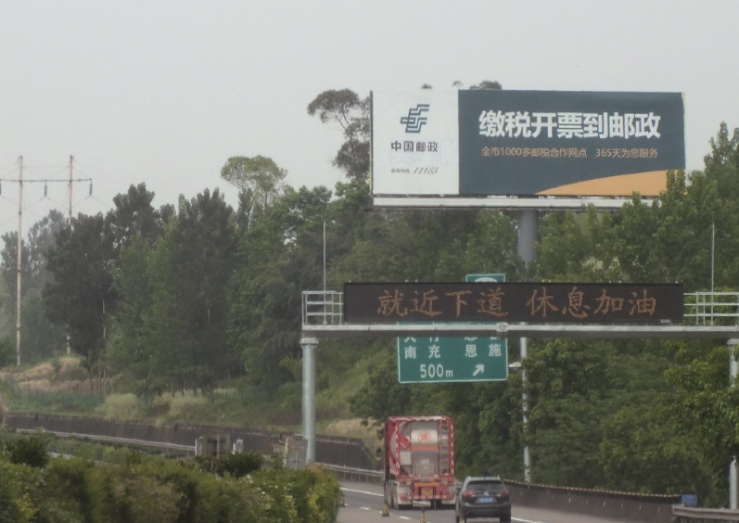 中国邮政
11185
缴税开票到邮政
全市1000多邮税合作网点 365天为您服务
就近下道 休息加油
南充 恩施
500m